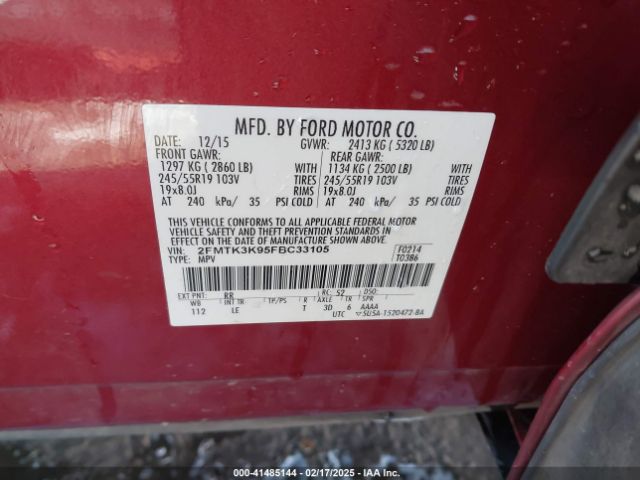 MFD. BY FORD MOTOR CO.
DATE: 12/15 GVWR: 2413 KG ( 5320 LB)
FRONT GAWR: REAR GAWR:
1297 KG ( 2860 LB) WITH 1134 KG ( 2500 LB) WITH
245/55R19 103V TIRES 245/55R19 103V TIRES
19x8.0J RIMS 19x8.0J RIMS
AT 240 kPa/ 35 PSI COLD AT 240 kPa/ 35 PSI COLD
THIS VEHICLE CONFORMS TO ALL APPLICABLE FEDERAL MOTOR
VEHICLE SAFETY AND THEFT PREVENTION STANDARDS IN
EFFECT ON THE DATE OF MANUFACTURE SHOWN ABOVE.
VIN: 2FMTK3K95FBC33105 F0214
TYPE: MPV T0386
EXT PNT: RR RC: 52 DSO:
WB INT TR TP/PS R AXLE TR SPR
112 LE T 3D 6 AAAA
UTC SUSA-1520472-BA
00-41485144 — 02/17/2025 — IAA Inc.